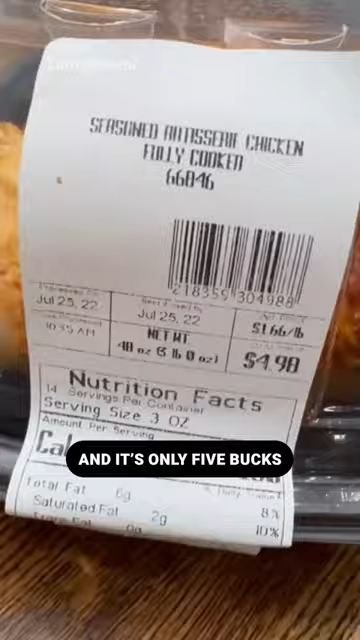 SEASONED ROTISSERIE CHICKEN
FULLY COOKED
66846
218359 304988
Jul 25, 22
Jul 25, 22
$1.66/lb
10:35 AM
NET WT
48 oz (3 lb 0 oz)
$4.98
Nutrition Facts
14 Servings Per Container
Serving Size 3 OZ
Amount Per Serving
Cal
AND IT'S ONLY FIVE BUCKS
Total Fat 6g 8%
Saturated Fat 2g 10%
Fat 0g